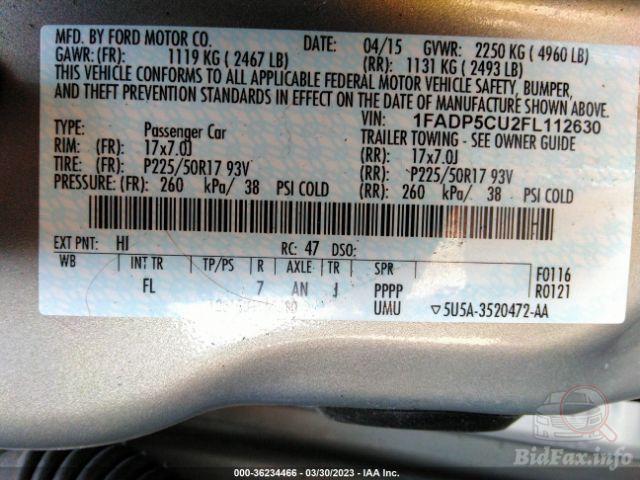 MFD. BY FORD MOTOR CO. DATE: 04/15 GVWR: 2250 KG ( 4960 LB)
GAWR: (FR): 1119 KG ( 2467 LB) (RR): 1131 KG ( 2493 LB)
THIS VEHICLE CONFORMS TO ALL APPLICABLE FEDERAL MOTOR VEHICLE SAFETY, BUMPER,
AND THEFT PREVENTION STANDARDS IN EFFECT ON THE DATE OF MANUFACTURE SHOWN ABOVE.
VIN: 1FADP5CU2FL112630
TYPE: Passenger Car TRAILER TOWING - SEE OWNER GUIDE
RIM: (FR): 17x7.0J (RR): 17x7.0J
TIRE: (FR): P225/50R17 93V (RR): P225/50R17 93V
PRESSURE: (FR): 260 kPa/ 38 PSI COLD (RR): 260 kPa/ 38 PSI COLD
EXT PNT: HI RC: 47 DSO: F0116
WB INT TR TP/PS R AXLE TR SPR R0121
FL 7 AN J PPPP
UMU ▽5U5A-3520472-AA
BidFax.info
000-36234466 - 03/30/2023 - IAA Inc.